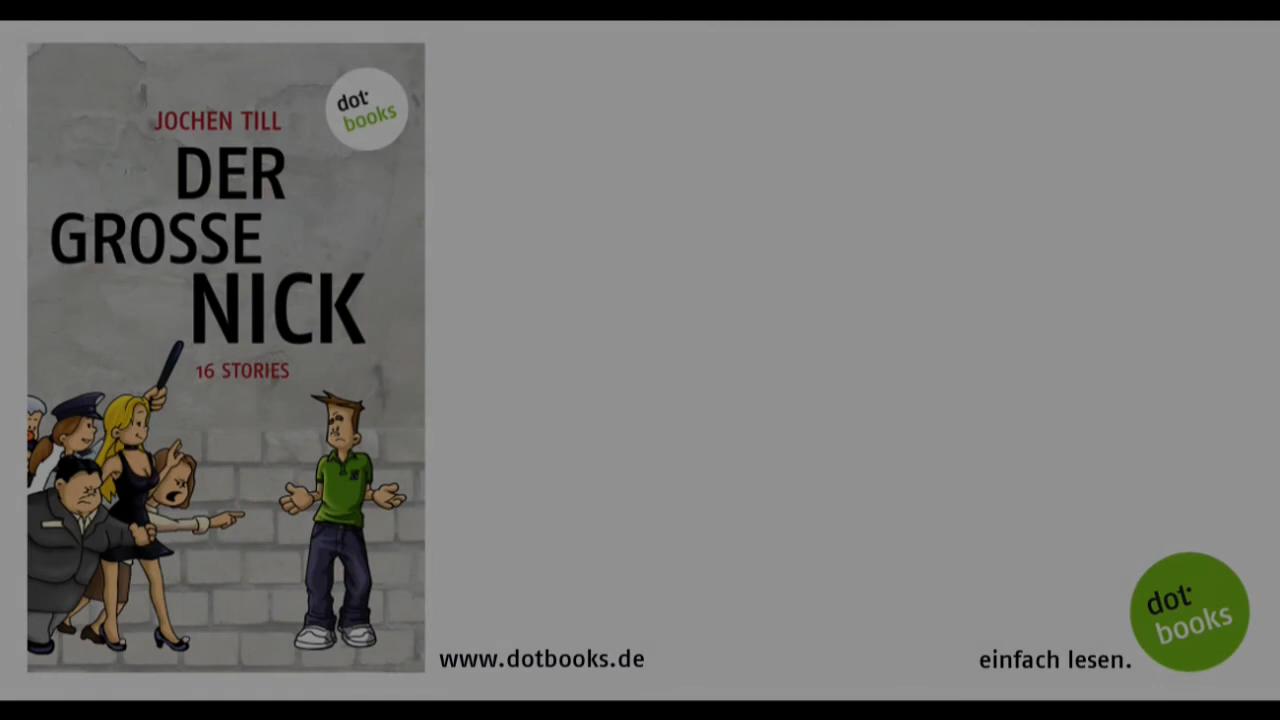 dot.
books
JOCHEN TILL
DER
GROSSE
NICK
16 STORIES
www.dotbooks.de
einfach lesen.
dot.
books